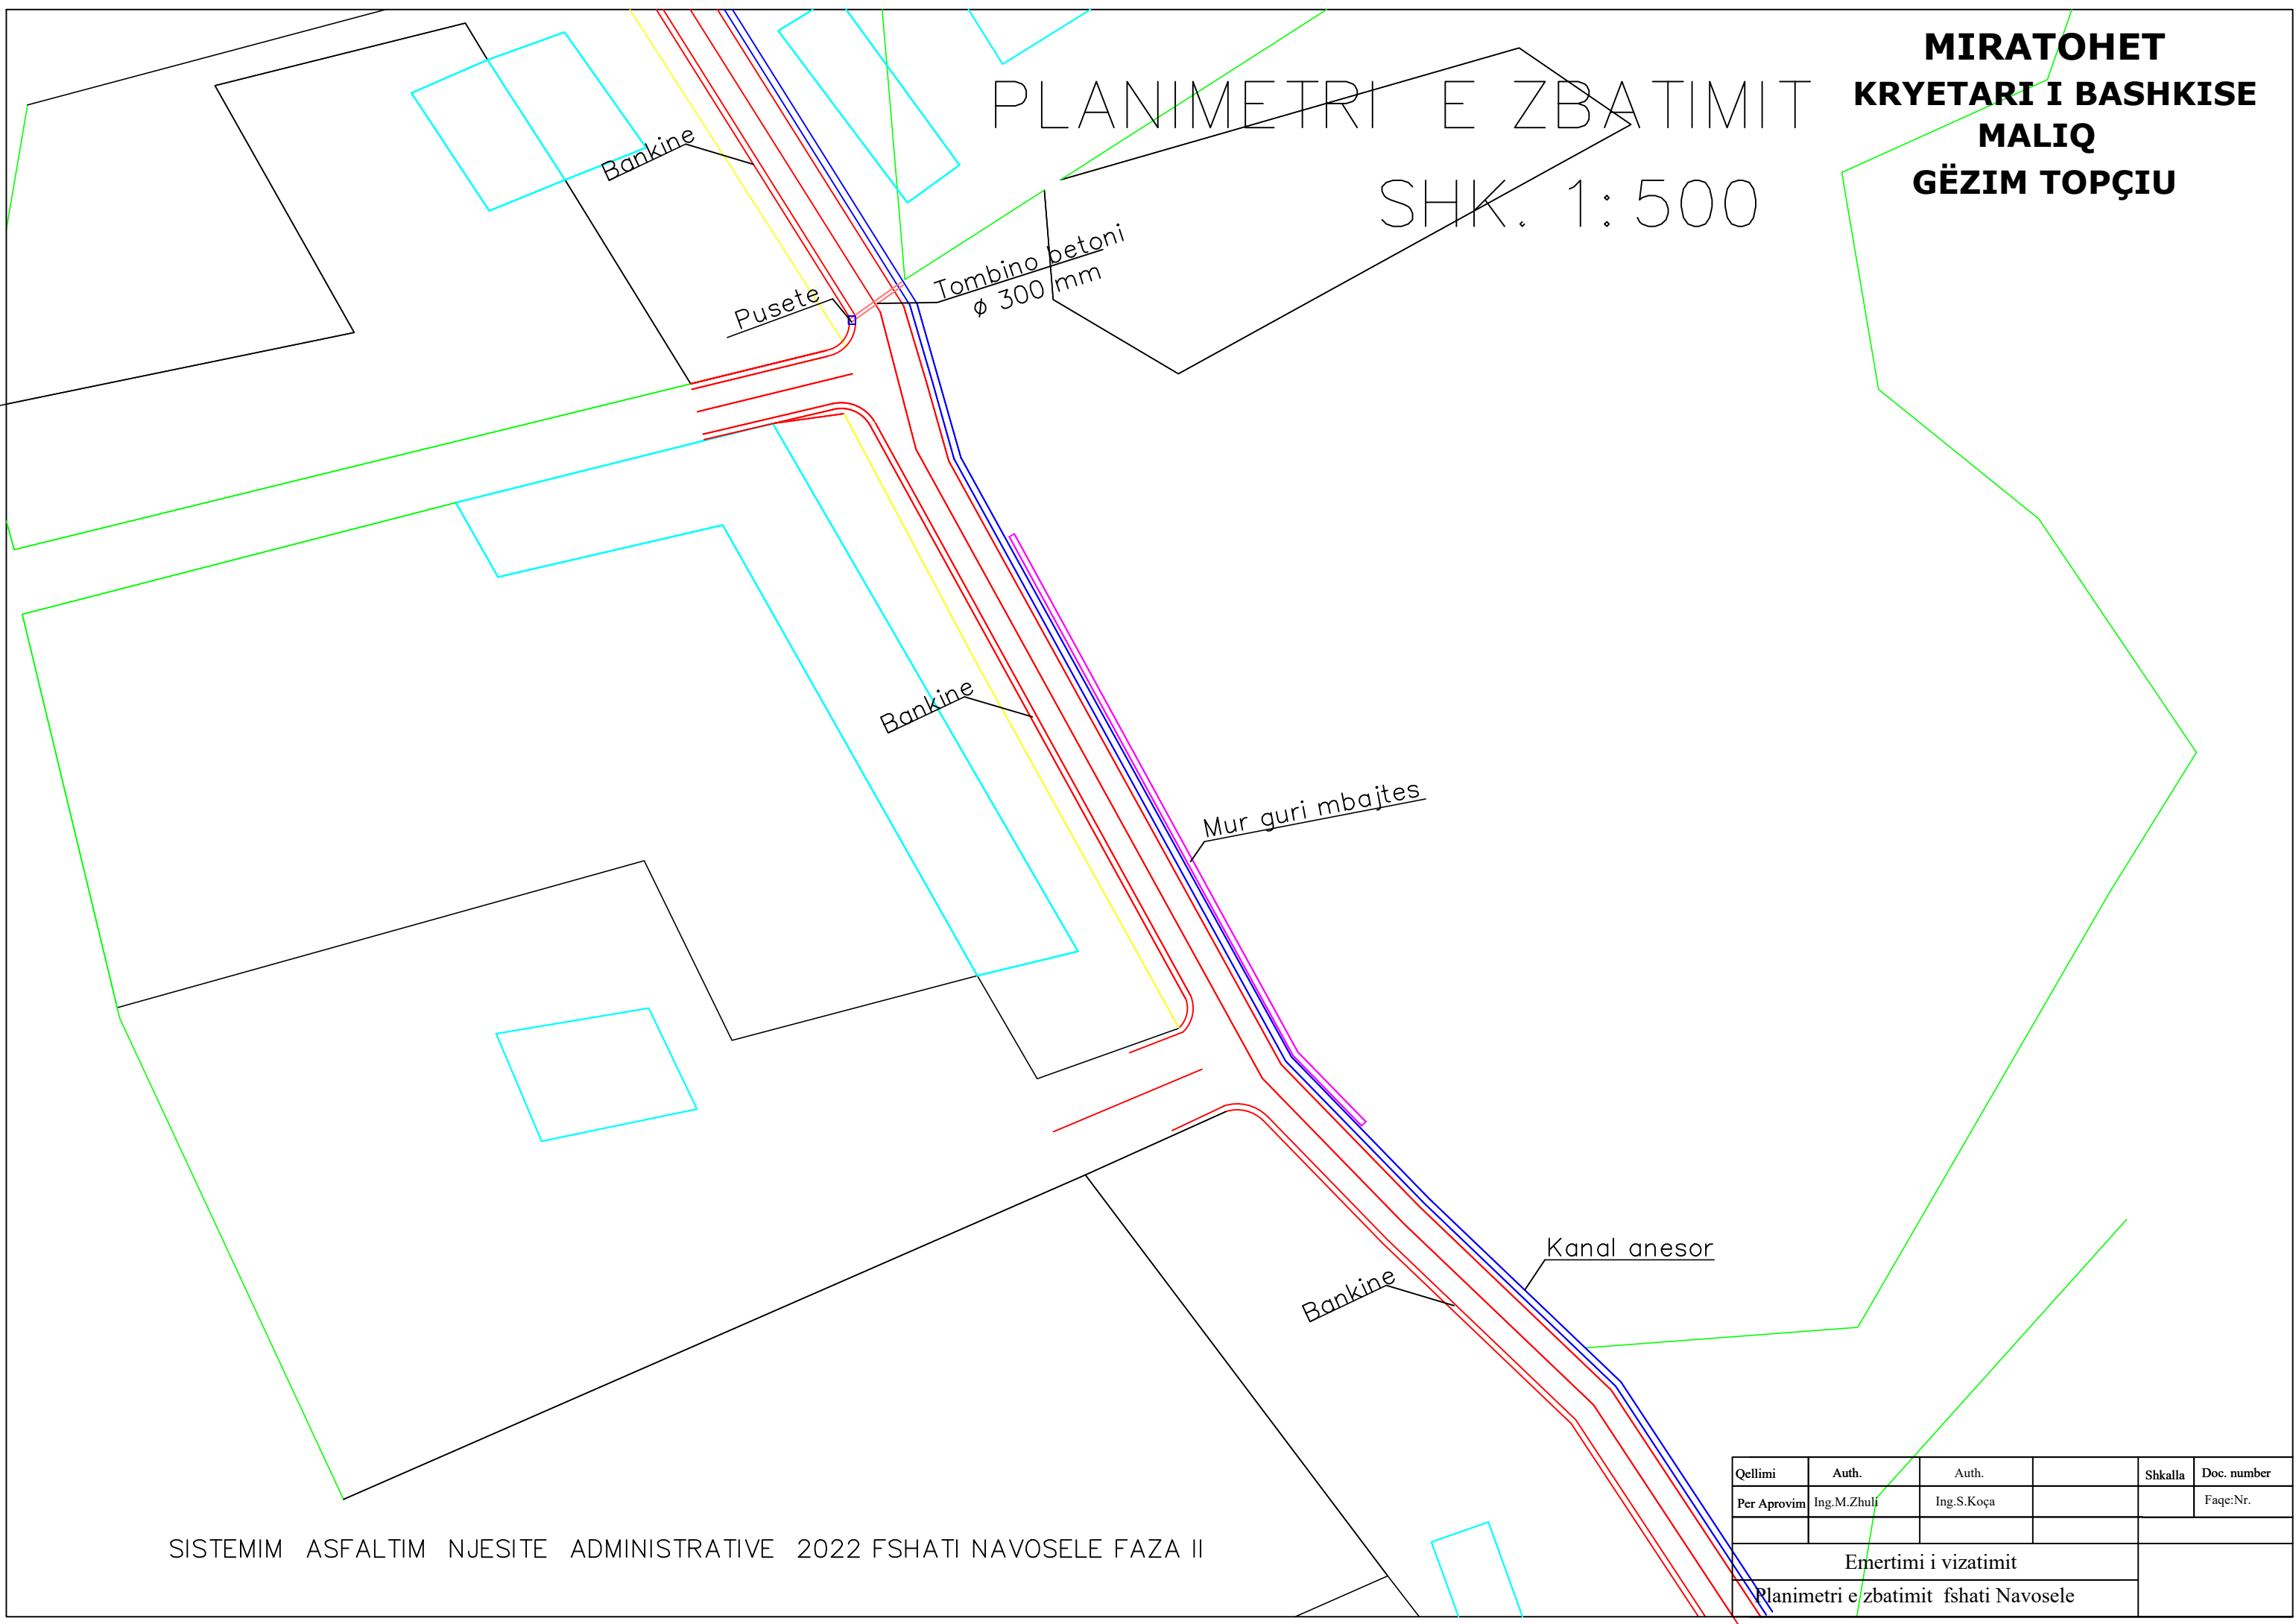 MIRATOHET
KRYETARI I BASHKISE
MALIQ
GËZIM TOPÇIU
PLANIMETRI E ZBATIMIT
SHK. 1:500
Bankine
Tombino betoni
ø 300 mm
Pusete
Bankine
Mur guri mbajtes
Kanal anesor
Bankine
SISTEMIM ASFALTIM NJESITE ADMINISTRATIVE 2022 FSHATI NAVOSELE FAZA II
Qellimi Auth. Auth. Shkalla Doc. number
Per Aprovim Ing.M.Zhuli Ing.S.Koça Faqe:Nr.
Emertimi i vizatimit
Planimetri e zbatimit fshati Navosele